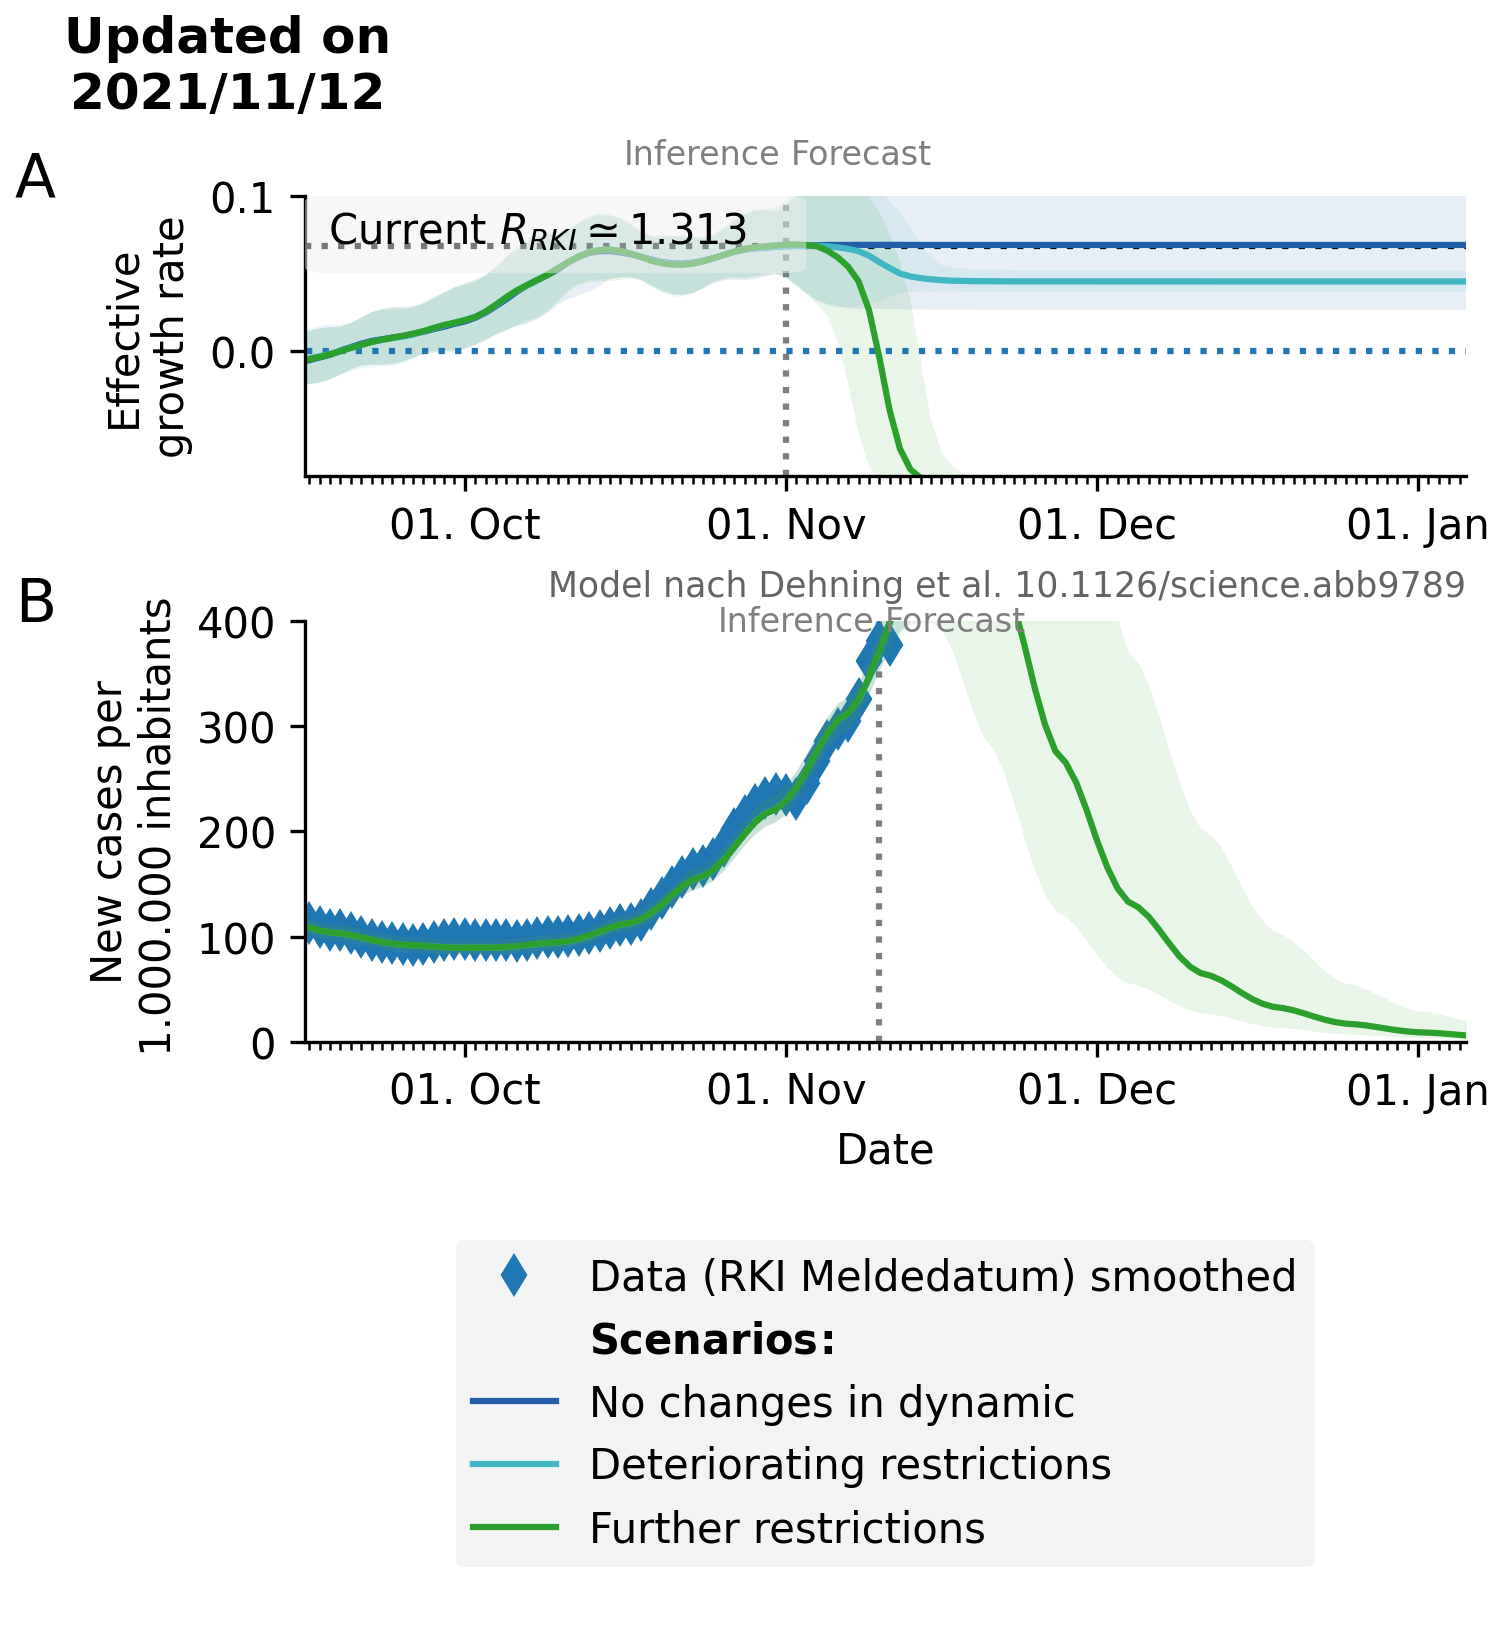 Updated on
2021/11/12
A
Inference Forecast
Effective
growth rate
0.1
0.0
Current R_RKI ≃ 1.313
01. Oct
01. Nov
01. Dec
01. Jan
B
Model nach Dehning et al. 10.1126/science.abb9789
Inference Forecast
New cases per
1.000.000 inhabitants
400
300
200
100
0
01. Oct
01. Nov
01. Dec
01. Jan
Date
Data (RKI Meldedatum) smoothed
Scenarios:
No changes in dynamic
Deteriorating restrictions
Further restrictions